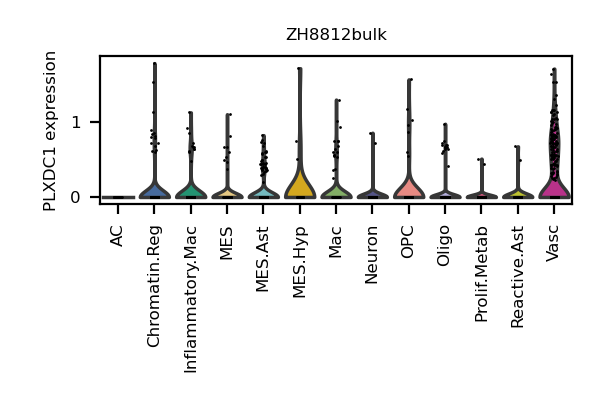 ZH8812bulk
PLXDC1 expression
1
0
AC
Chromatin.Reg
Inflammatory.Mac
MES
MES.Ast
MES.Hyp
Mac
Neuron
OPC
Oligo
Prolif.Metab
Reactive.Ast
Vasc